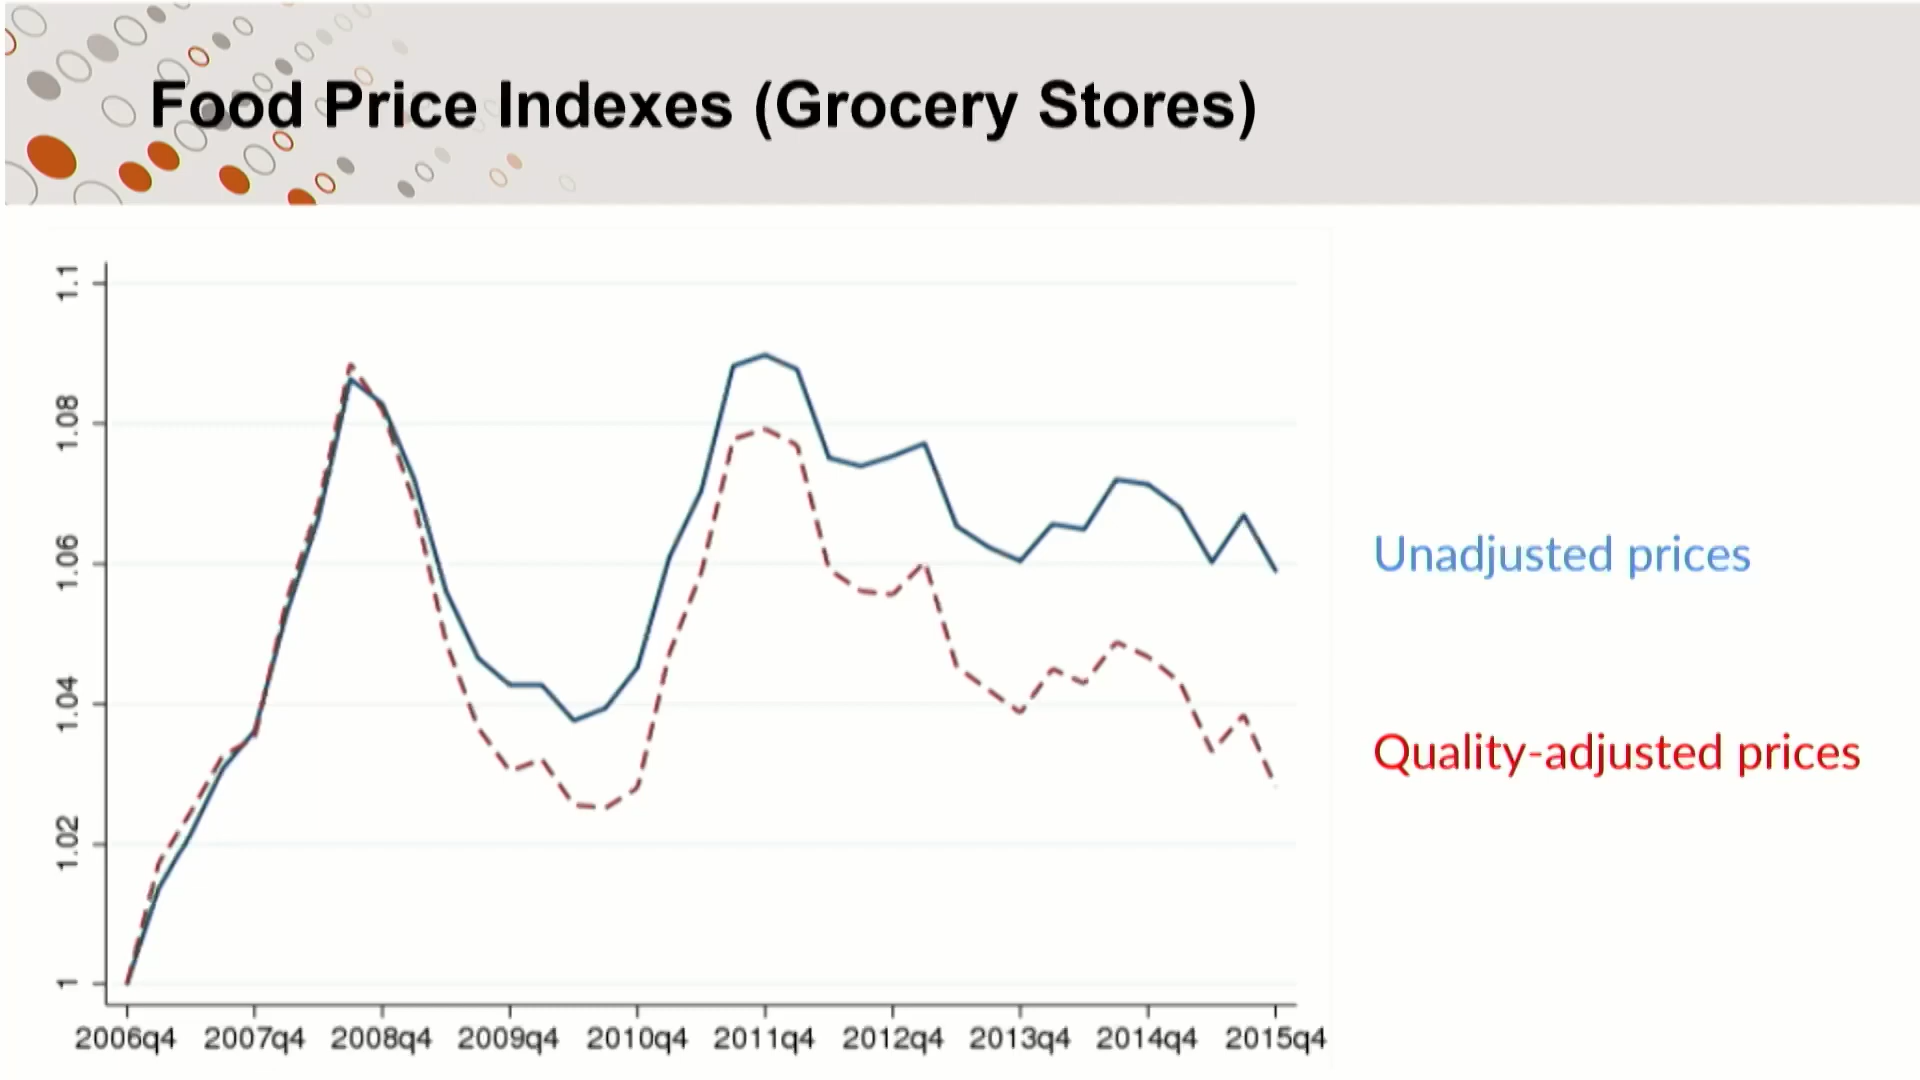 Food Price Indexes (Grocery Stores)
1.1
1.08
1.06
1.04
1.02
1
2006q4 2007q4 2008q4 2009q4 2010q4 2011q4 2012q4 2013q4 2014q4 2015q4
Unadjusted prices
Quality-adjusted prices